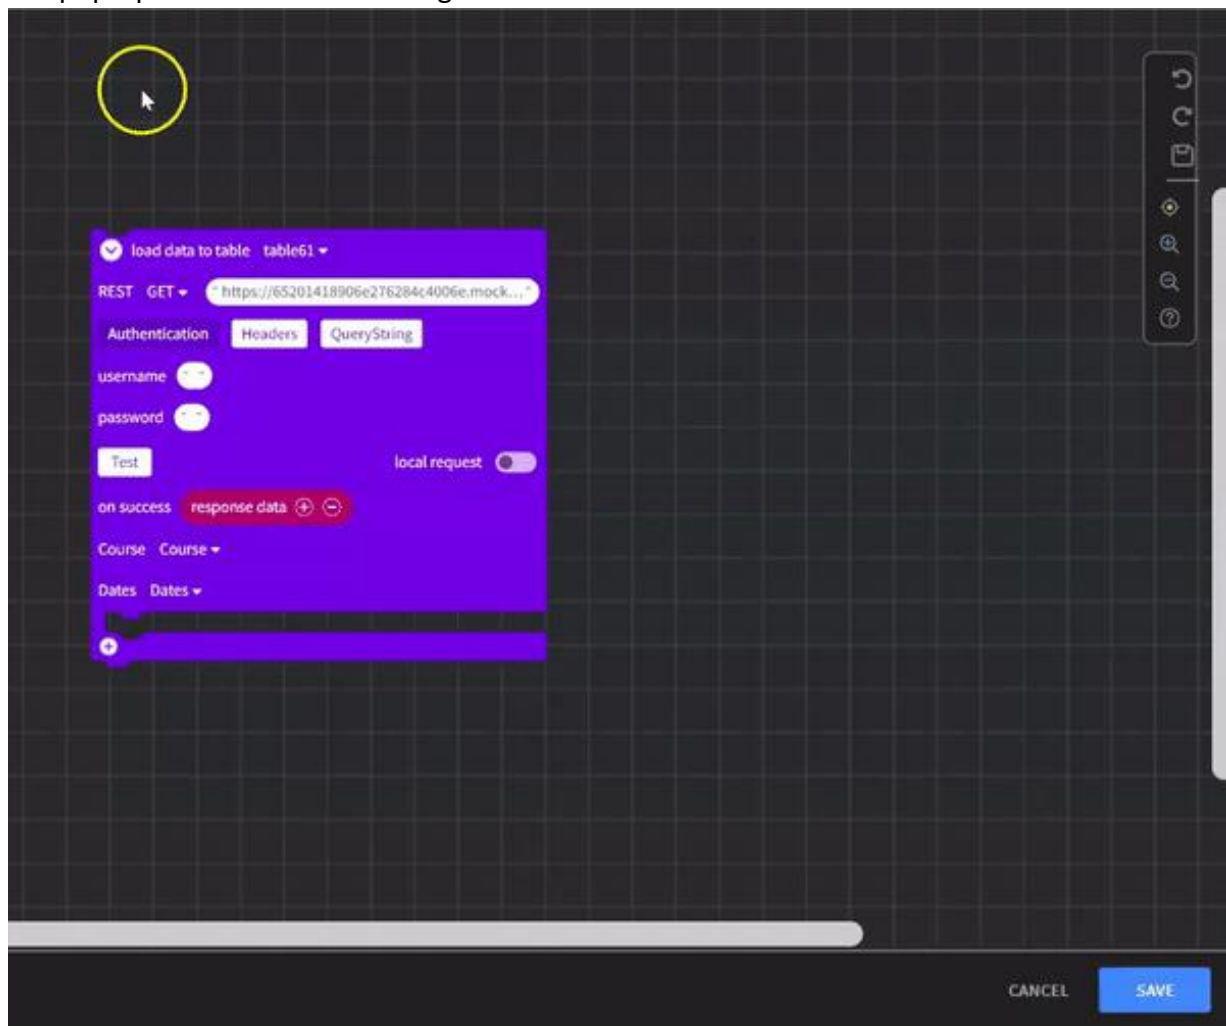 load data to table table61
REST GET " https://65201418906e276284c4006e.mock... "
Authentication Headers QueryString
username " "
password " "
Test local request
on success response data
Course Course
Dates Dates
CANCEL SAVE